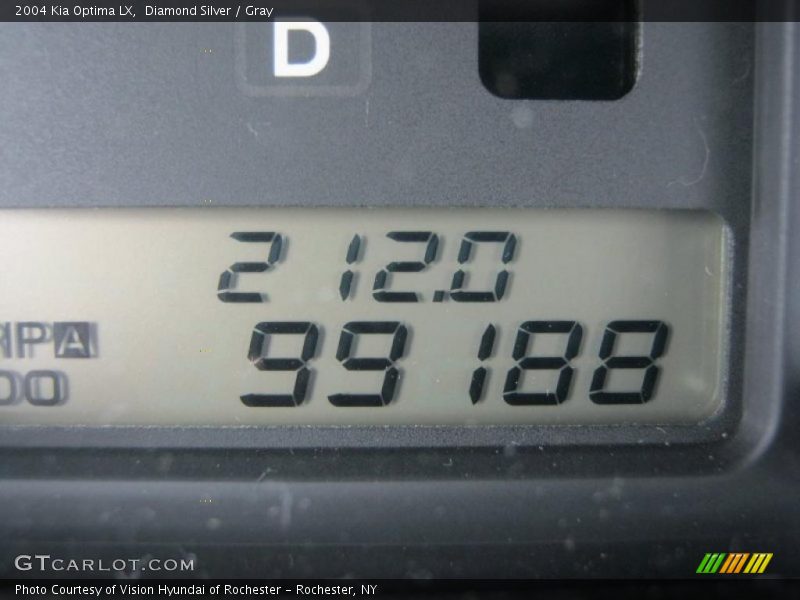 2004 Kia Optima LX, Diamond Silver / Gray
D
212.0
IPA 99188
GTCARLOT.COM
Photo Courtesy of Vision Hyundai of Rochester - Rochester, NY